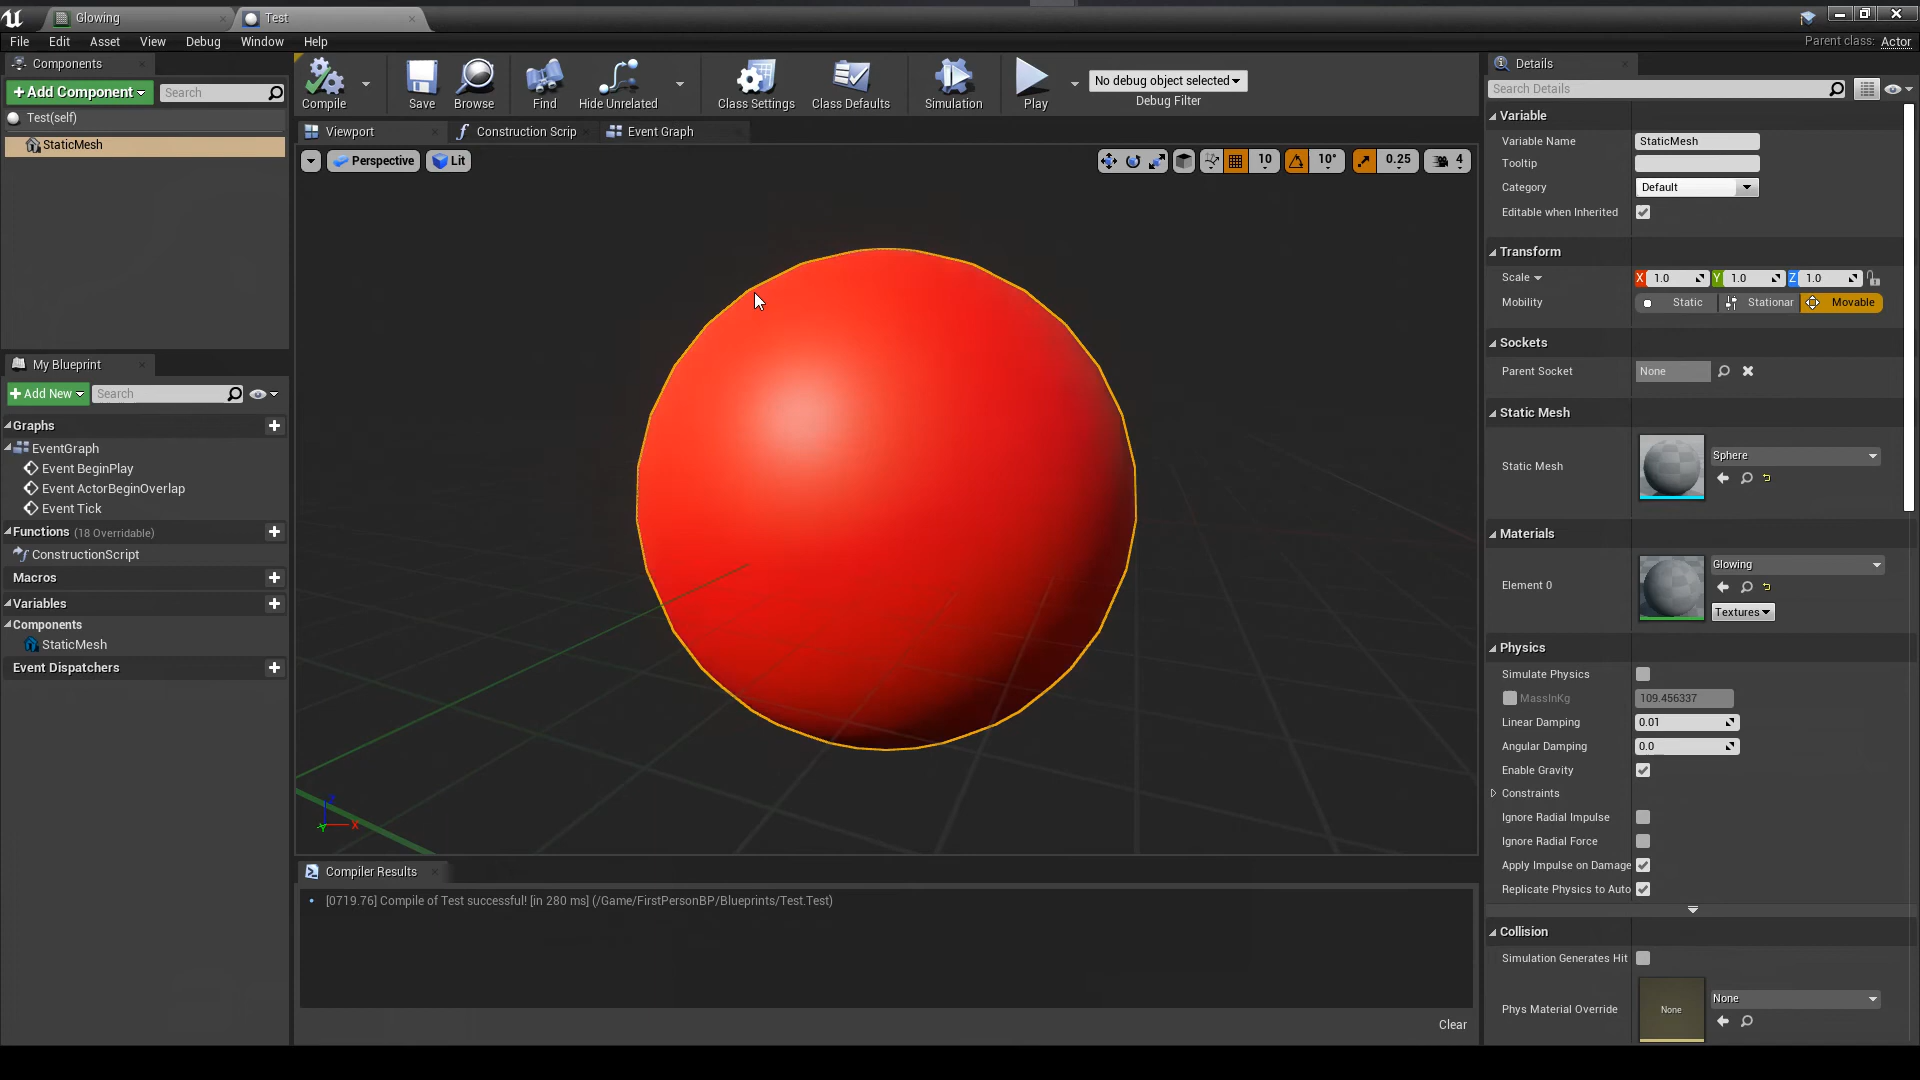 Glowing
Test
File Edit Asset View Debug Window Help
Parent class: Actor
Components
+Add Component
Search
Test(self)
StaticMesh
My Blueprint
+Add New
Search
Graphs
EventGraph
Event BeginPlay
Event ActorBeginOverlap
Event Tick
Functions (18 Overridable)
ConstructionScript
Macros
Variables
Components
StaticMesh
Event Dispatchers
Compile
Save
Browse
Find
Hide Unrelated
Class Settings
Class Defaults
Simulation
Play
No debug object selected
Debug Filter
Viewport
Construction Scrip
Event Graph
Perspective
Lit
10
10°
0.25
4
X
Y
Compiler Results
[0719.76] Compile of Test successful! [in 280 ms] (/Game/FirstPersonBP/Blueprints/Test.Test)
Clear
Details
Search Details
Variable
Variable Name StaticMesh
Tooltip
Category Default
Editable when Inherited
Transform
Scale X 1.0 Y 1.0 Z 1.0
Mobility Static Stationar Movable
Sockets
Parent Socket None
Static Mesh
Static Mesh Sphere
Materials
Element 0 Glowing
Textures
Physics
Simulate Physics
MassInKg 109.456337
Linear Damping 0.01
Angular Damping 0.0
Enable Gravity
Constraints
Ignore Radial Impulse
Ignore Radial Force
Apply Impulse on Damage
Replicate Physics to Auto
Collision
Simulation Generates Hit
Phys Material Override None None